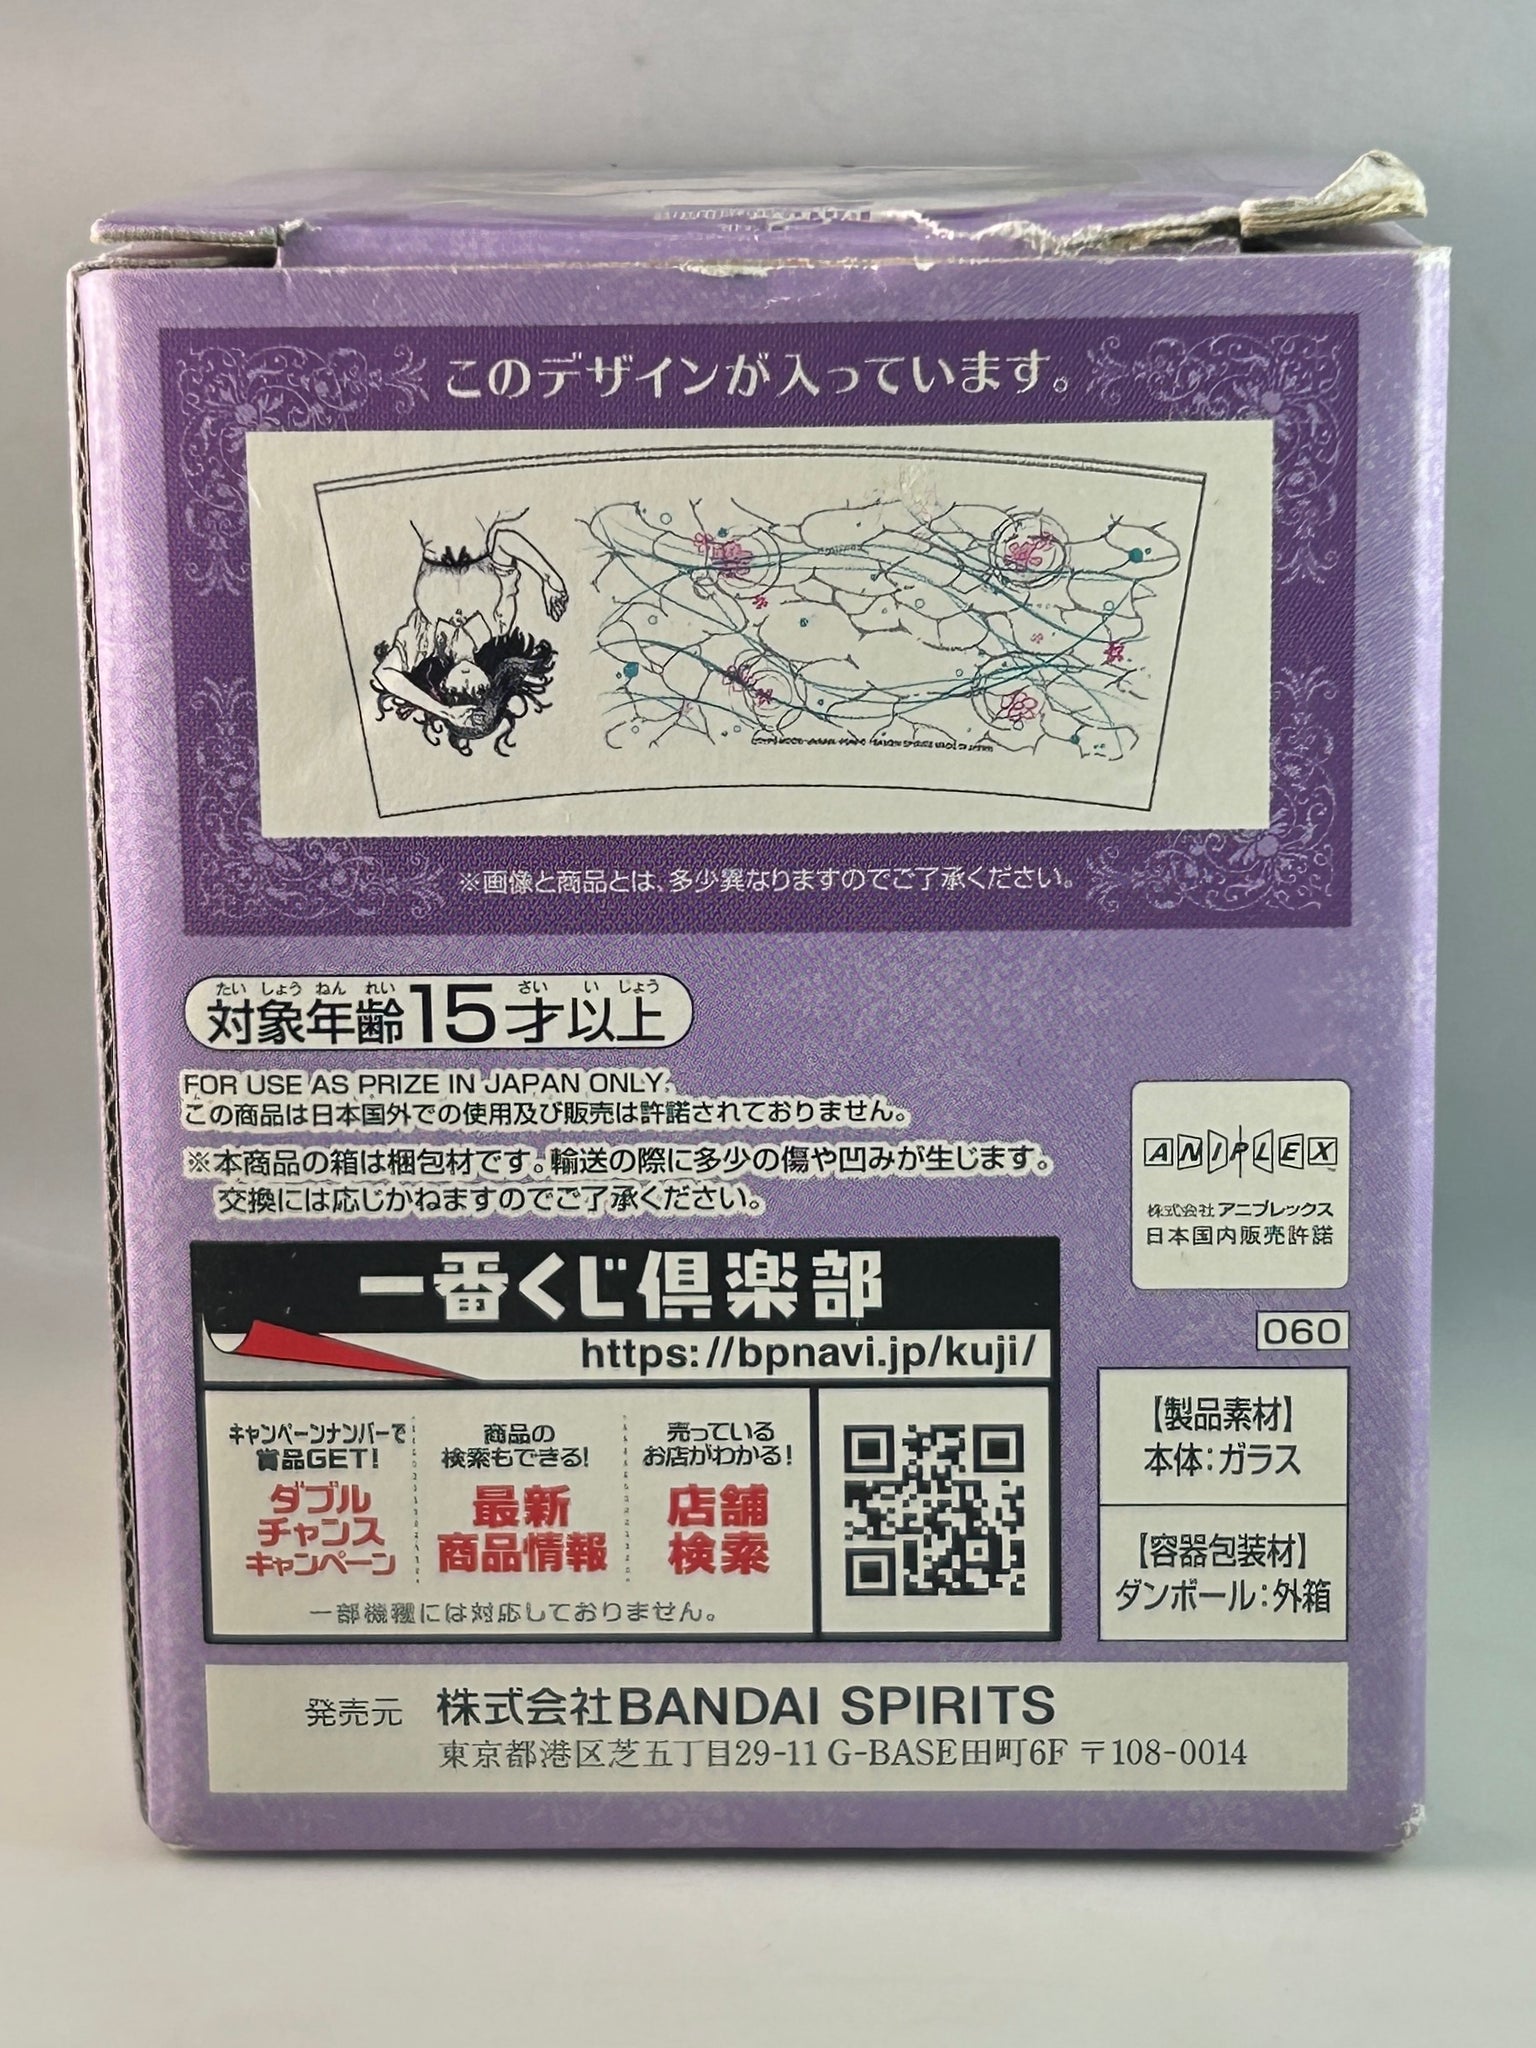 このデザインが入っています。
※画像と商品とは、多少異なりますのでご了承ください。
たい しょう ねん れい さい い じょう
対象年齢15才以上
FOR USE AS PRIZE IN JAPAN ONLY.
この商品は日本国外での使用及び販売は許諾されておりません。
※本商品の箱は梱包材です。輸送の際に多少の傷や凹みが生じます。
交換には応じかねますのでご了承ください。
ANIPLEX
株式会社アニプレックス
日本国内販売許諾
060
一番くじ倶楽部
https://bpnavi.jp/kuji/
キャンペーンナンバーで
賞品GET!
ダブル
チャンス
キャンペーン
商品の
検索もできる!
最新
商品情報
売っている
お店がわかる!
店舗
検索
一部機種には対応しておりません。
【製品素材】
本体:ガラス
【容器包装材】
ダンボール:外箱
発売元 株式会社BANDAI SPIRITS
東京都港区芝五丁目29-11 G-BASE田町6F 〒108-0014